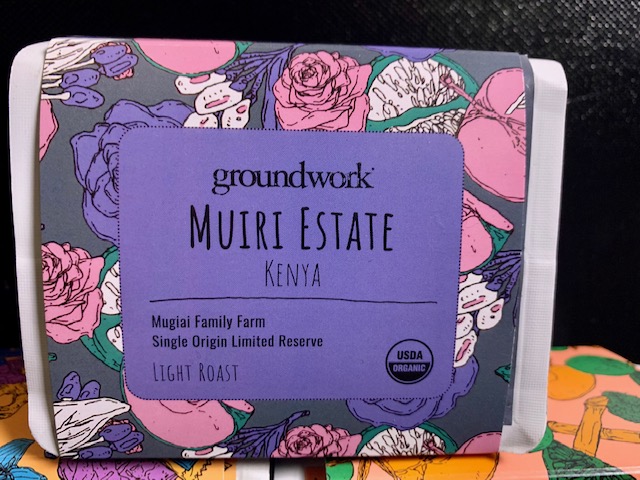 groundwork
MUIRI ESTATE
KENYA
Mugiai Family Farm
Single Origin Limited Reserve
LIGHT ROAST
USDA
ORGANIC